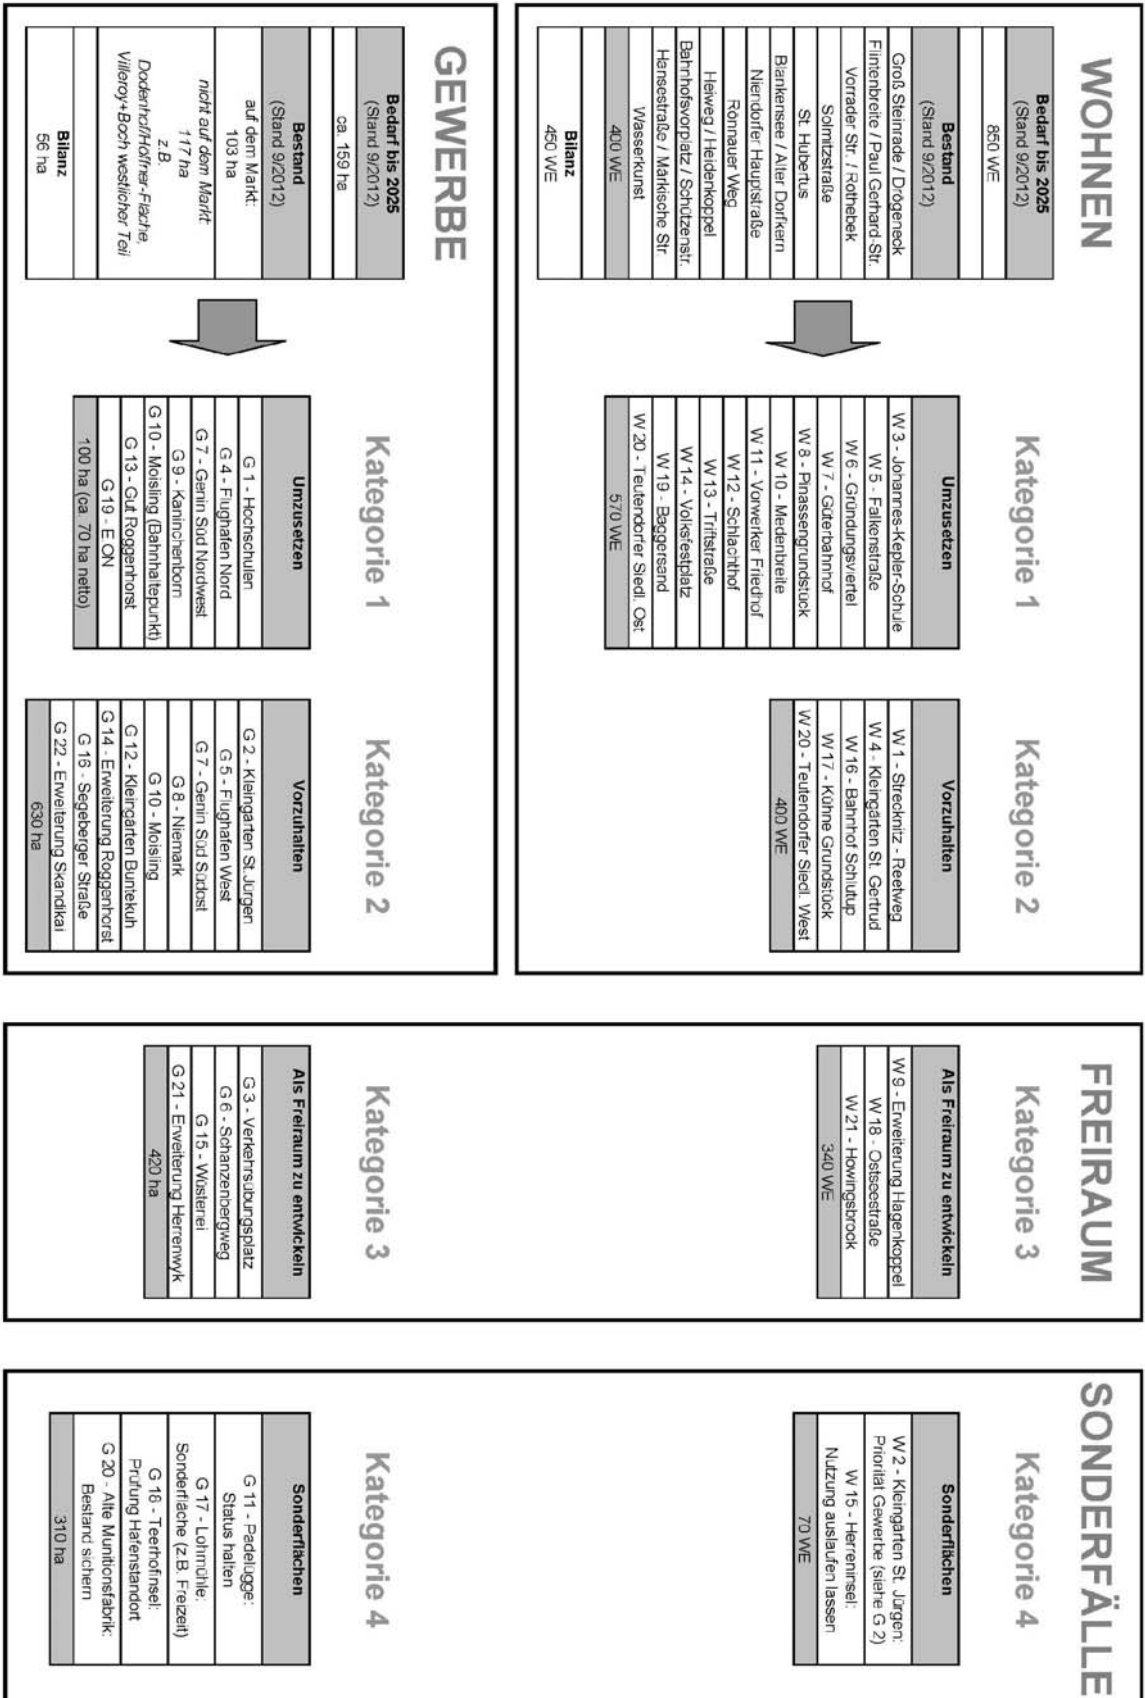 WOHNEN
Bedarf bis 2025
(Stand 9/2012)
850 WE
Bestand
(Stand 9/2012)
Groß Steinrade / Drögeneck
Flintenbreite / Paul Gerhard-Str.
Vorrader Str. / Rothebek
Solmitzstraße
St. Hubertus
Blankensee / Alter Dorfkern
Niendorfer Hauptstraße
Rönnauer Weg
Heiweg / Heidenkoppel
Bahnhofsvorplatz / Schützenstr.
Hansestraße / Märkische Str.
Wasserkunst
400 WE
Bilanz
450 WE
Kategorie 1
Umzusetzen
W 3 - Johannes-Kepler-Schule
W 5 - Falkenstraße
W 6 - Gründungsviertel
W 7 - Güterbahnhof
W 8 - Pinassengrundstück
W 10 - Medenbreite
W 11 - Vorwerker Friedhof
W 12 - Schlachthof
W 13 - Triftstraße
W 14 - Volksfestplatz
W 19 - Baggersand
W 20 - Teutendorfer Siedl. Ost
570 WE
Kategorie 2
Vorzuhalten
W 1 - Strecknitz - Reetweg
W 4 - Kleingärten St. Gertrud
W 16 - Bahnhof Schlutup
W 17 - Kühne Grundstück
W 20 - Teutendorfer Siedl. West
400 WE
FREIRAUM
Kategorie 3
Als Freiraum zu entwickeln
W 9 - Erweiterung Hagenkoppel
W 18 - Ostseestraße
W 21 - Howingsbrook
340 WE
SONDERFÄLLE
Kategorie 4
Sonderflächen
W 2 - Kleingärten St. Jürgen:
Priorität Gewerbe (siehe G 2)
W 15 - Herreninsel:
Nutzung auslaufen lassen
70 WE
GEWERBE
Bedarf bis 2025
(Stand 9/2012)
ca. 159 ha
Bestand
(Stand 9/2012)
auf dem Markt:
103 ha
nicht auf dem Markt:
117 ha
z.B.
Dodenhof/Höffner-Fläche,
Villeroy+Boch westlicher Teil
Bilanz
56 ha
Kategorie 1
Umzusetzen
G 1 - Hochschulen
G 4 - Flughafen Nord
G 7 - Genin Süd Nordwest
G 9 - Kaninchenborn
G 10 - Moisling (Bahnhaltepunkt)
G 13 - Gut Roggenhorst
G 19 - E.ON
100 ha (ca. 70 ha netto)
Kategorie 2
Vorzuhalten
G 2 - Kleingärten St. Jürgen
G 5 - Flughafen West
G 7 - Genin Süd Südost
G 8 - Niemark
G 10 - Moisling
G 12 - Kleingärten Buntekuh
G 14 - Erweiterung Roggenhorst
G 16 - Segeberger Straße
G 22 - Erweiterung Skandikai
630 ha
Kategorie 3
Als Freiraum zu entwickeln
G 3 - Verkehrsübungsplatz
G 6 - Schanzenbergweg
G 15 - Wüstenei
G 21 - Erweiterung Herrenwyk
420 ha
Kategorie 4
Sonderflächen
G 11 - Padelügge:
Status halten
G 17 - Lohmühle:
Sonderfläche (z.B. Freizeit)
G 18 - Teerhofinsel:
Prüfung Hafenstandort
G 20 - Alte Munitionsfabrik:
Bestand sichern
310 ha